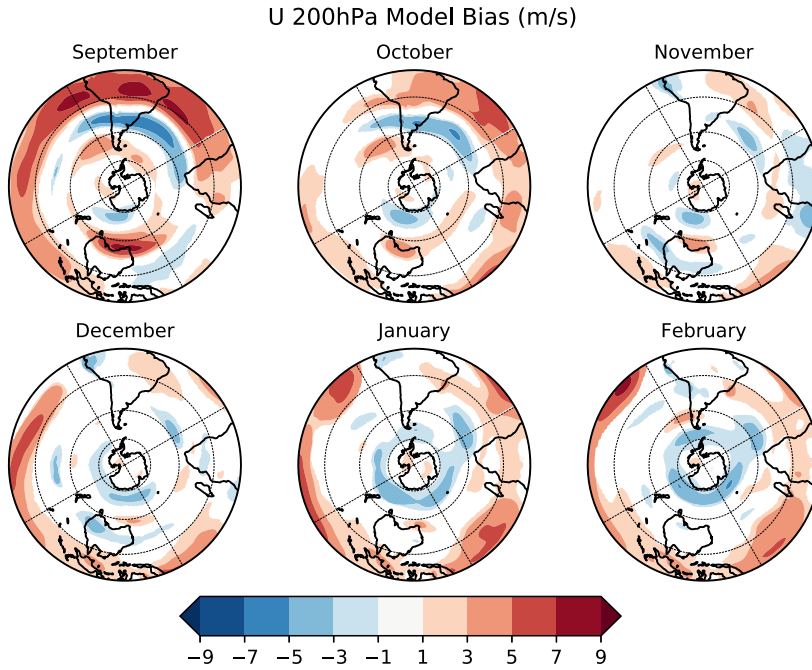 U 200hPa Model Bias (m/s)
September
October
November
December
January
February
−9 −7 −5 −3 −1 1 3 5 7 9